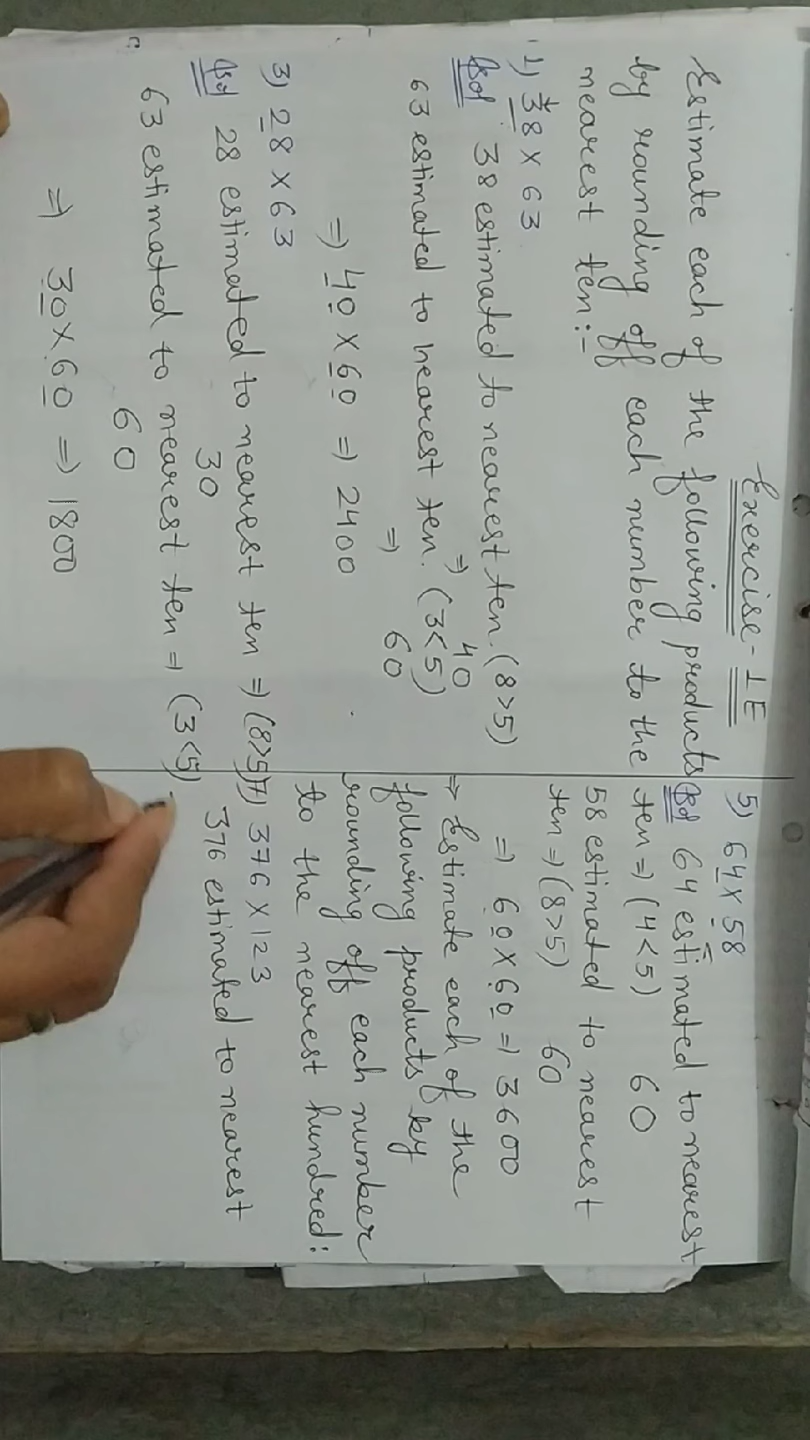 Exercise - 1E
Estimate each of the following products
by rounding off each number to the
nearest ten:-
1) 38 X 63
Sol 38 estimated to nearest ten. (8>5)
⇒ 40
63 estimated to nearest ten. (3<5)
⇒ 60
⇒ 40 X 60 ⇒ 2400
3) 28 X 63
Sol 28 estimated to nearest ten ⇒ (8>5)
30
63 estimated to nearest ten ⇒ (3<5)
60
⇒ 30 X 60 ⇒ 1800
5) 64 X 58
Sol 64 estimated to nearest
ten ⇒ (4<5) 60
58 estimated to nearest
ten ⇒ (8>5) 60
⇒ 60 X 60 ⇒ 3600
⇒ Estimate each of the
following products by
rounding off each number
to the nearest hundred:
7) 376 X 123
376 estimated to nearest